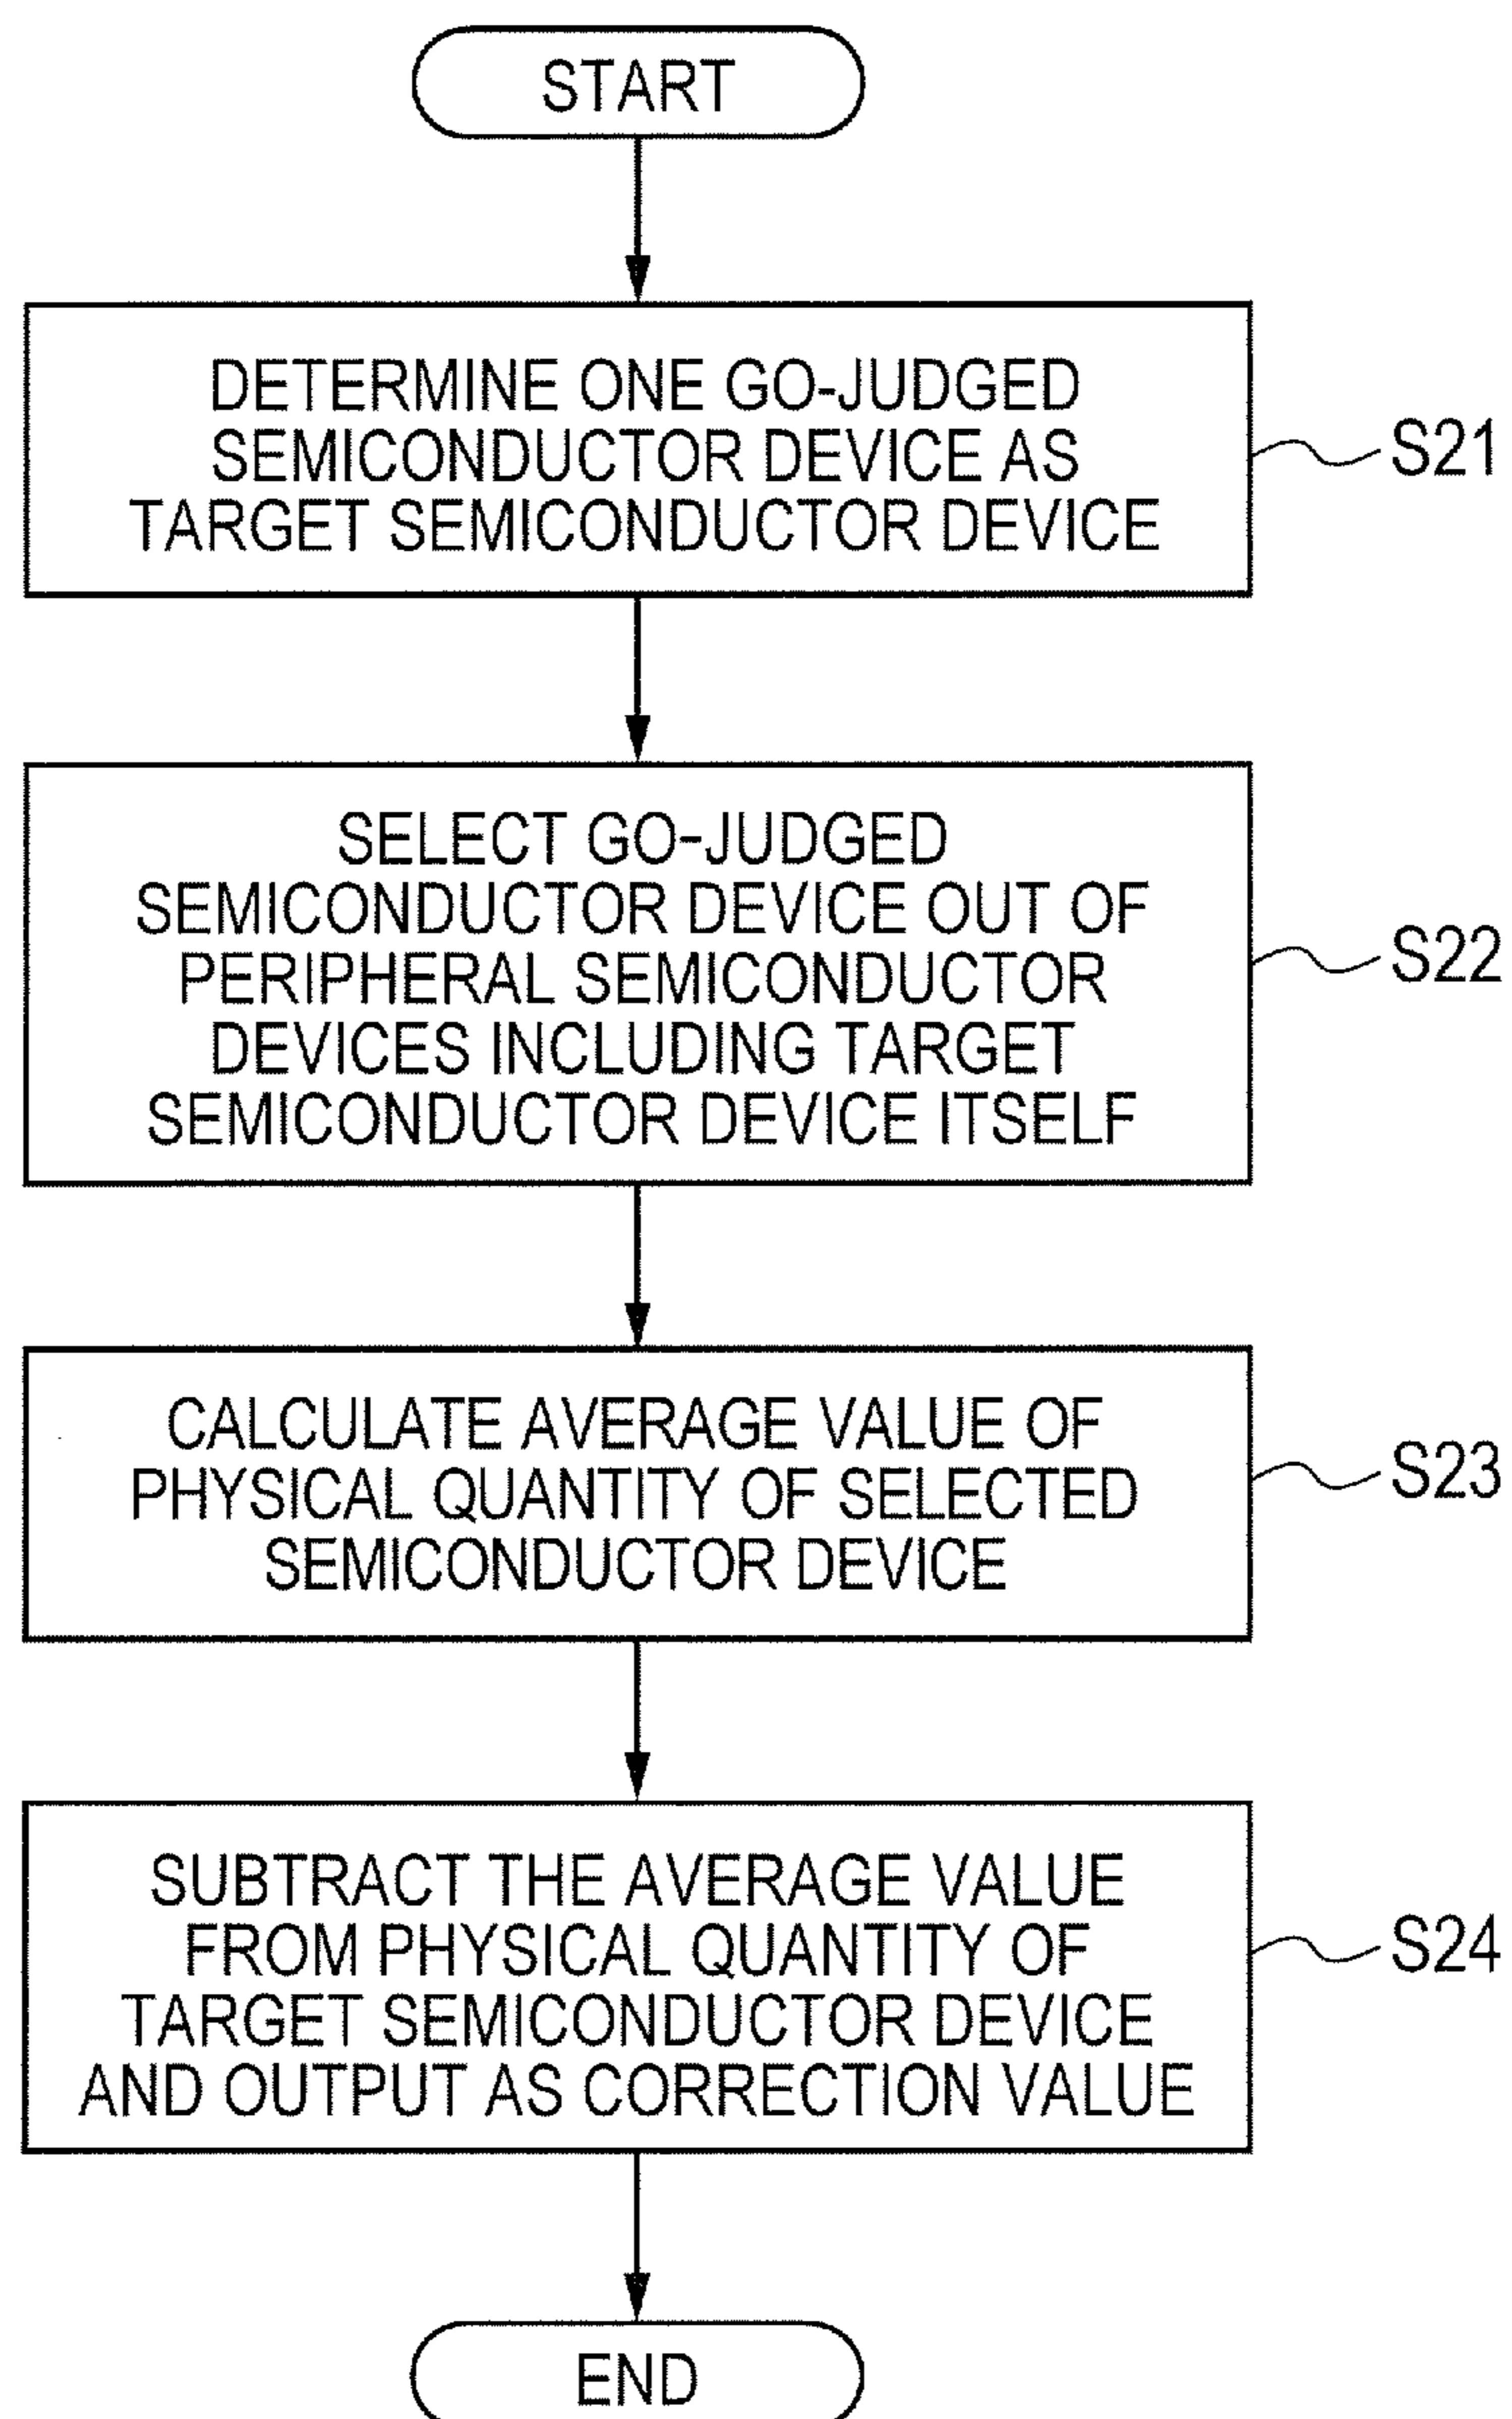 START
DETERMINE ONE GO-JUDGED
SEMICONDUCTOR DEVICE AS
TARGET SEMICONDUCTOR DEVICE
S21
SELECT GO-JUDGED
SEMICONDUCTOR DEVICE OUT OF
PERIPHERAL SEMICONDUCTOR
DEVICES INCLUDING TARGET
SEMICONDUCTOR DEVICE ITSELF
S22
CALCULATE AVERAGE VALUE OF
PHYSICAL QUANTITY OF SELECTED
SEMICONDUCTOR DEVICE
S23
SUBTRACT THE AVERAGE VALUE
FROM PHYSICAL QUANTITY OF
TARGET SEMICONDUCTOR DEVICE
AND OUTPUT AS CORRECTION VALUE
S24
END